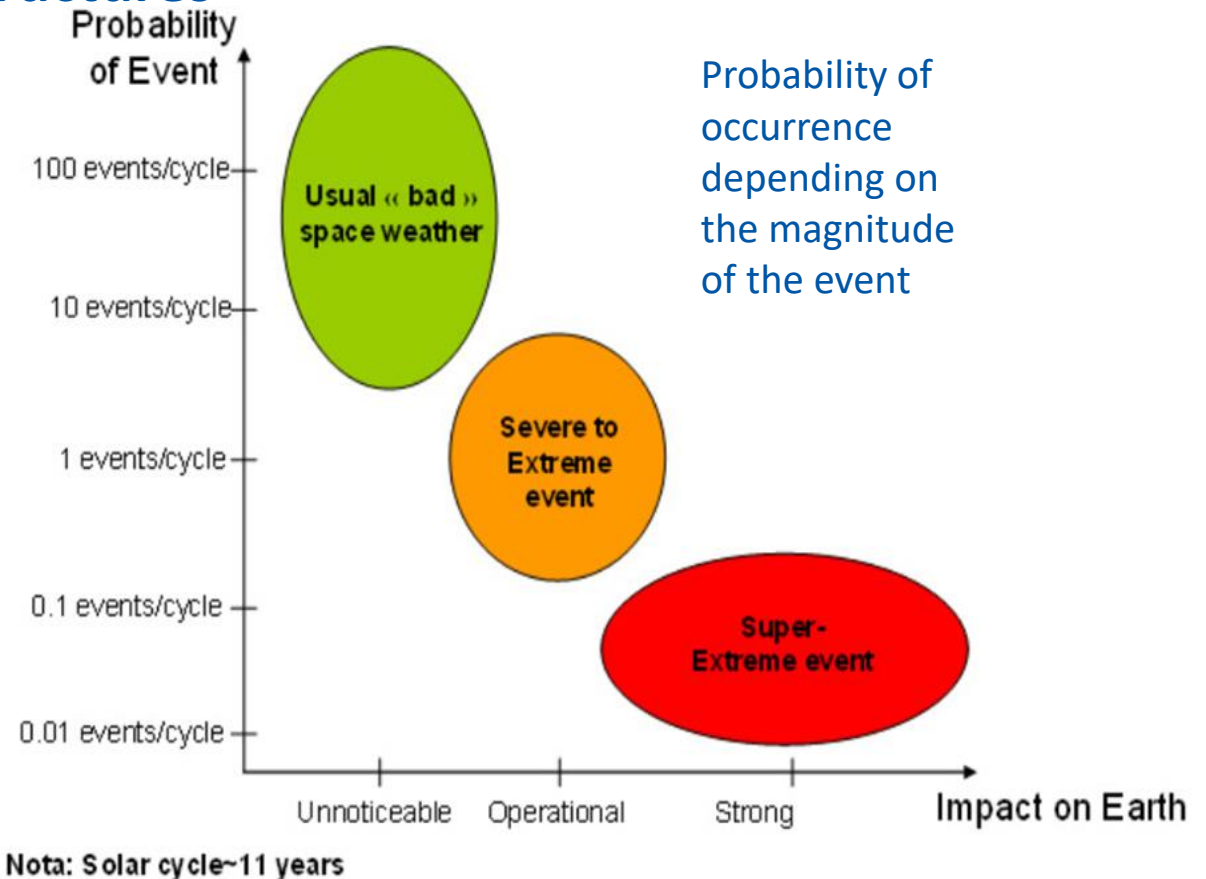 Probability
of Event
Probability of
occurrence
depending on
the magnitude
of the event
100 events/cycle
Usual « bad »
space weather
10 events/cycle
Severe to
Extreme
event
1 events/cycle
0.1 events/cycle
Super-
Extreme event
0.01 events/cycle
Unnoticeable Operational Strong
Impact on Earth
Nota: Solar cycle~11 years